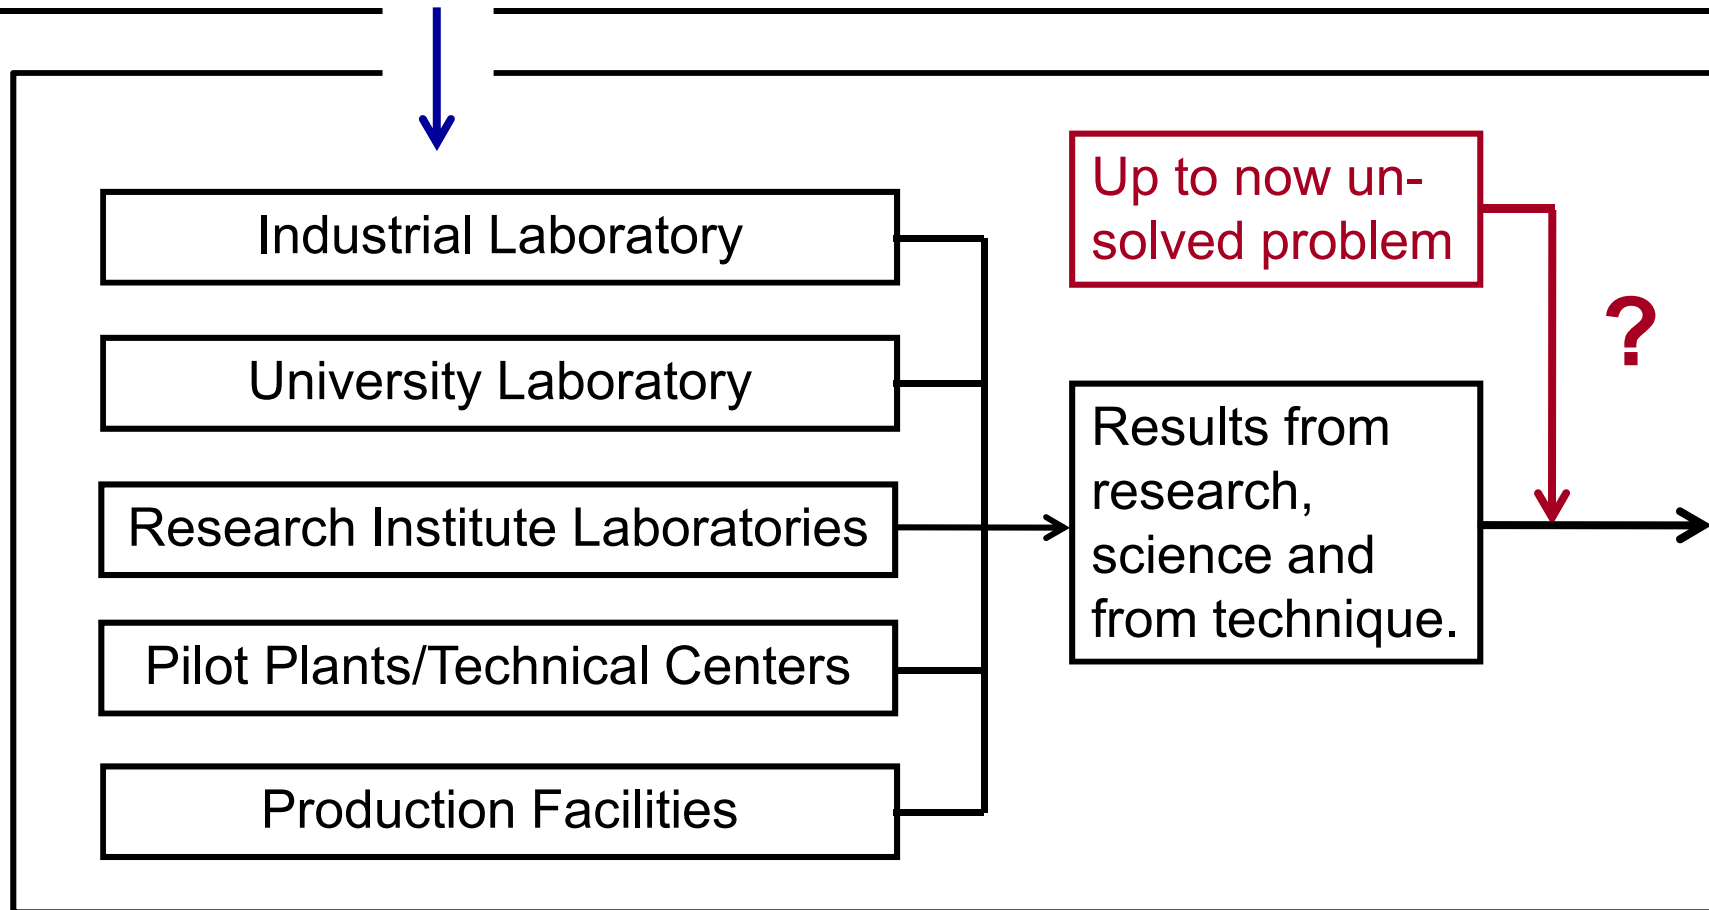 Industrial Laboratory
University Laboratory
Research Institute Laboratories
Pilot Plants/Technical Centers
Production Facilities
Up to now un-
solved problem
?
Results from
research,
science and
from technique.